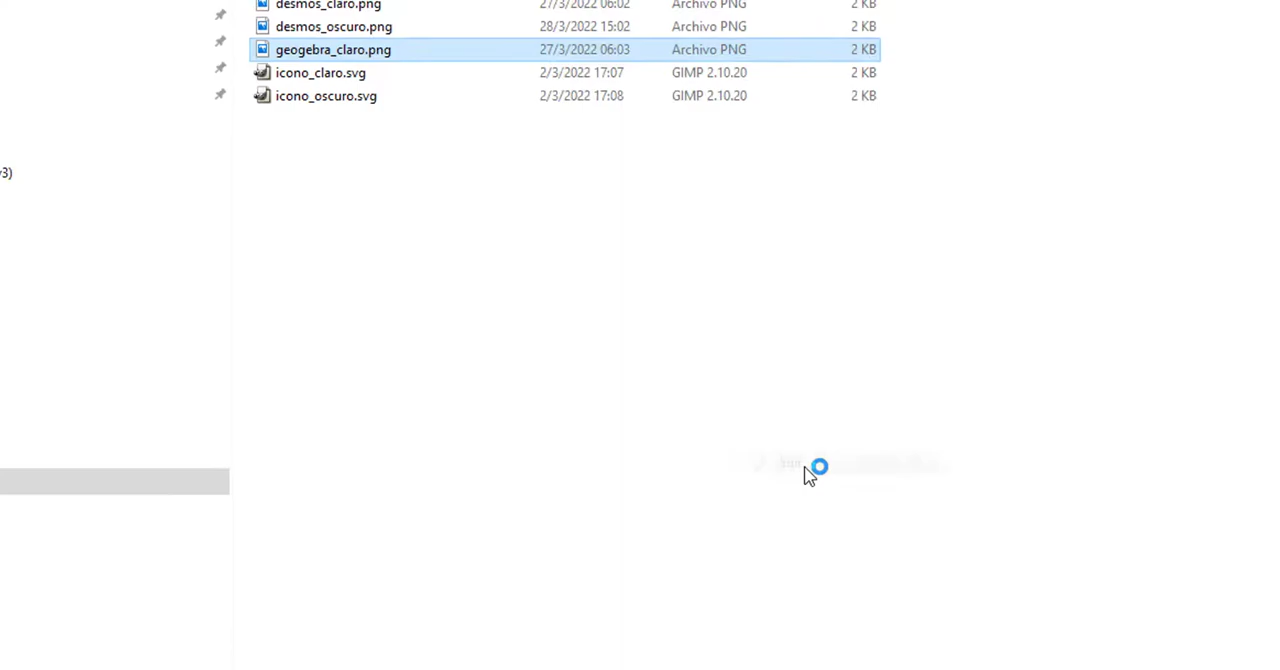 desmos_claro.png 27/3/2022 06:02 Archivo PNG 2 KB
desmos_oscuro.png 28/3/2022 15:02 Archivo PNG 2 KB
geogebra_claro.png 27/3/2022 06:03 Archivo PNG 2 KB
icono_claro.svg 2/3/2022 17:07 GIMP 2.10.20 2 KB
icono_oscuro.svg 2/3/2022 17:08 GIMP 2.10.20 2 KB